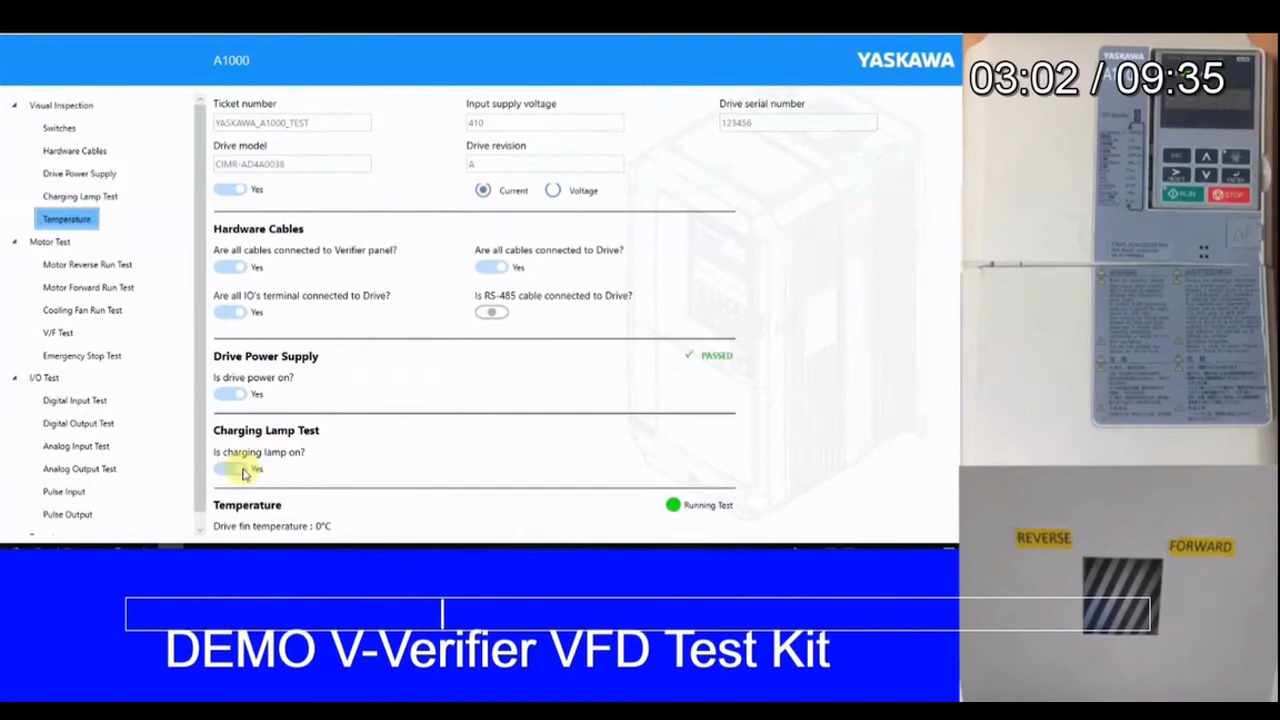 A1000
YASKAWA
03:02 / 09:35
Visual Inspection
Switches
Hardware Cables
Drive Power Supply
Charging Lamp Test
Temperature
Motor Test
Motor Reverse Run Test
Motor Forward Run Test
Cooling Fan Run Test
V/F Test
Emergency Stop Test
I/O Test
Digital Input Test
Digital Output Test
Analog Input Test
Analog Output Test
Pulse Input
Pulse Output
Ticket number Input supply voltage Drive serial number
YASKAWA_A1000_TEST 410 123456
Drive model Drive revision
CIMR-AD4A0038 A
Yes Current Voltage
Hardware Cables
Are all cables connected to Verifier panel? Are all cables connected to Drive?
Yes Yes
Are all IO's terminal connected to Drive? Is RS-485 cable connected to Drive?
Yes
Drive Power Supply PASSED
Is drive power on?
Yes
Charging Lamp Test
Is charging lamp on?
Yes
Temperature Running Test
Drive fin temperature : 0°C
YASKAWA
ESC
RESET
ENTER
RUN STOP
REVERSE
FORWARD
DEMO V-Verifier VFD Test Kit